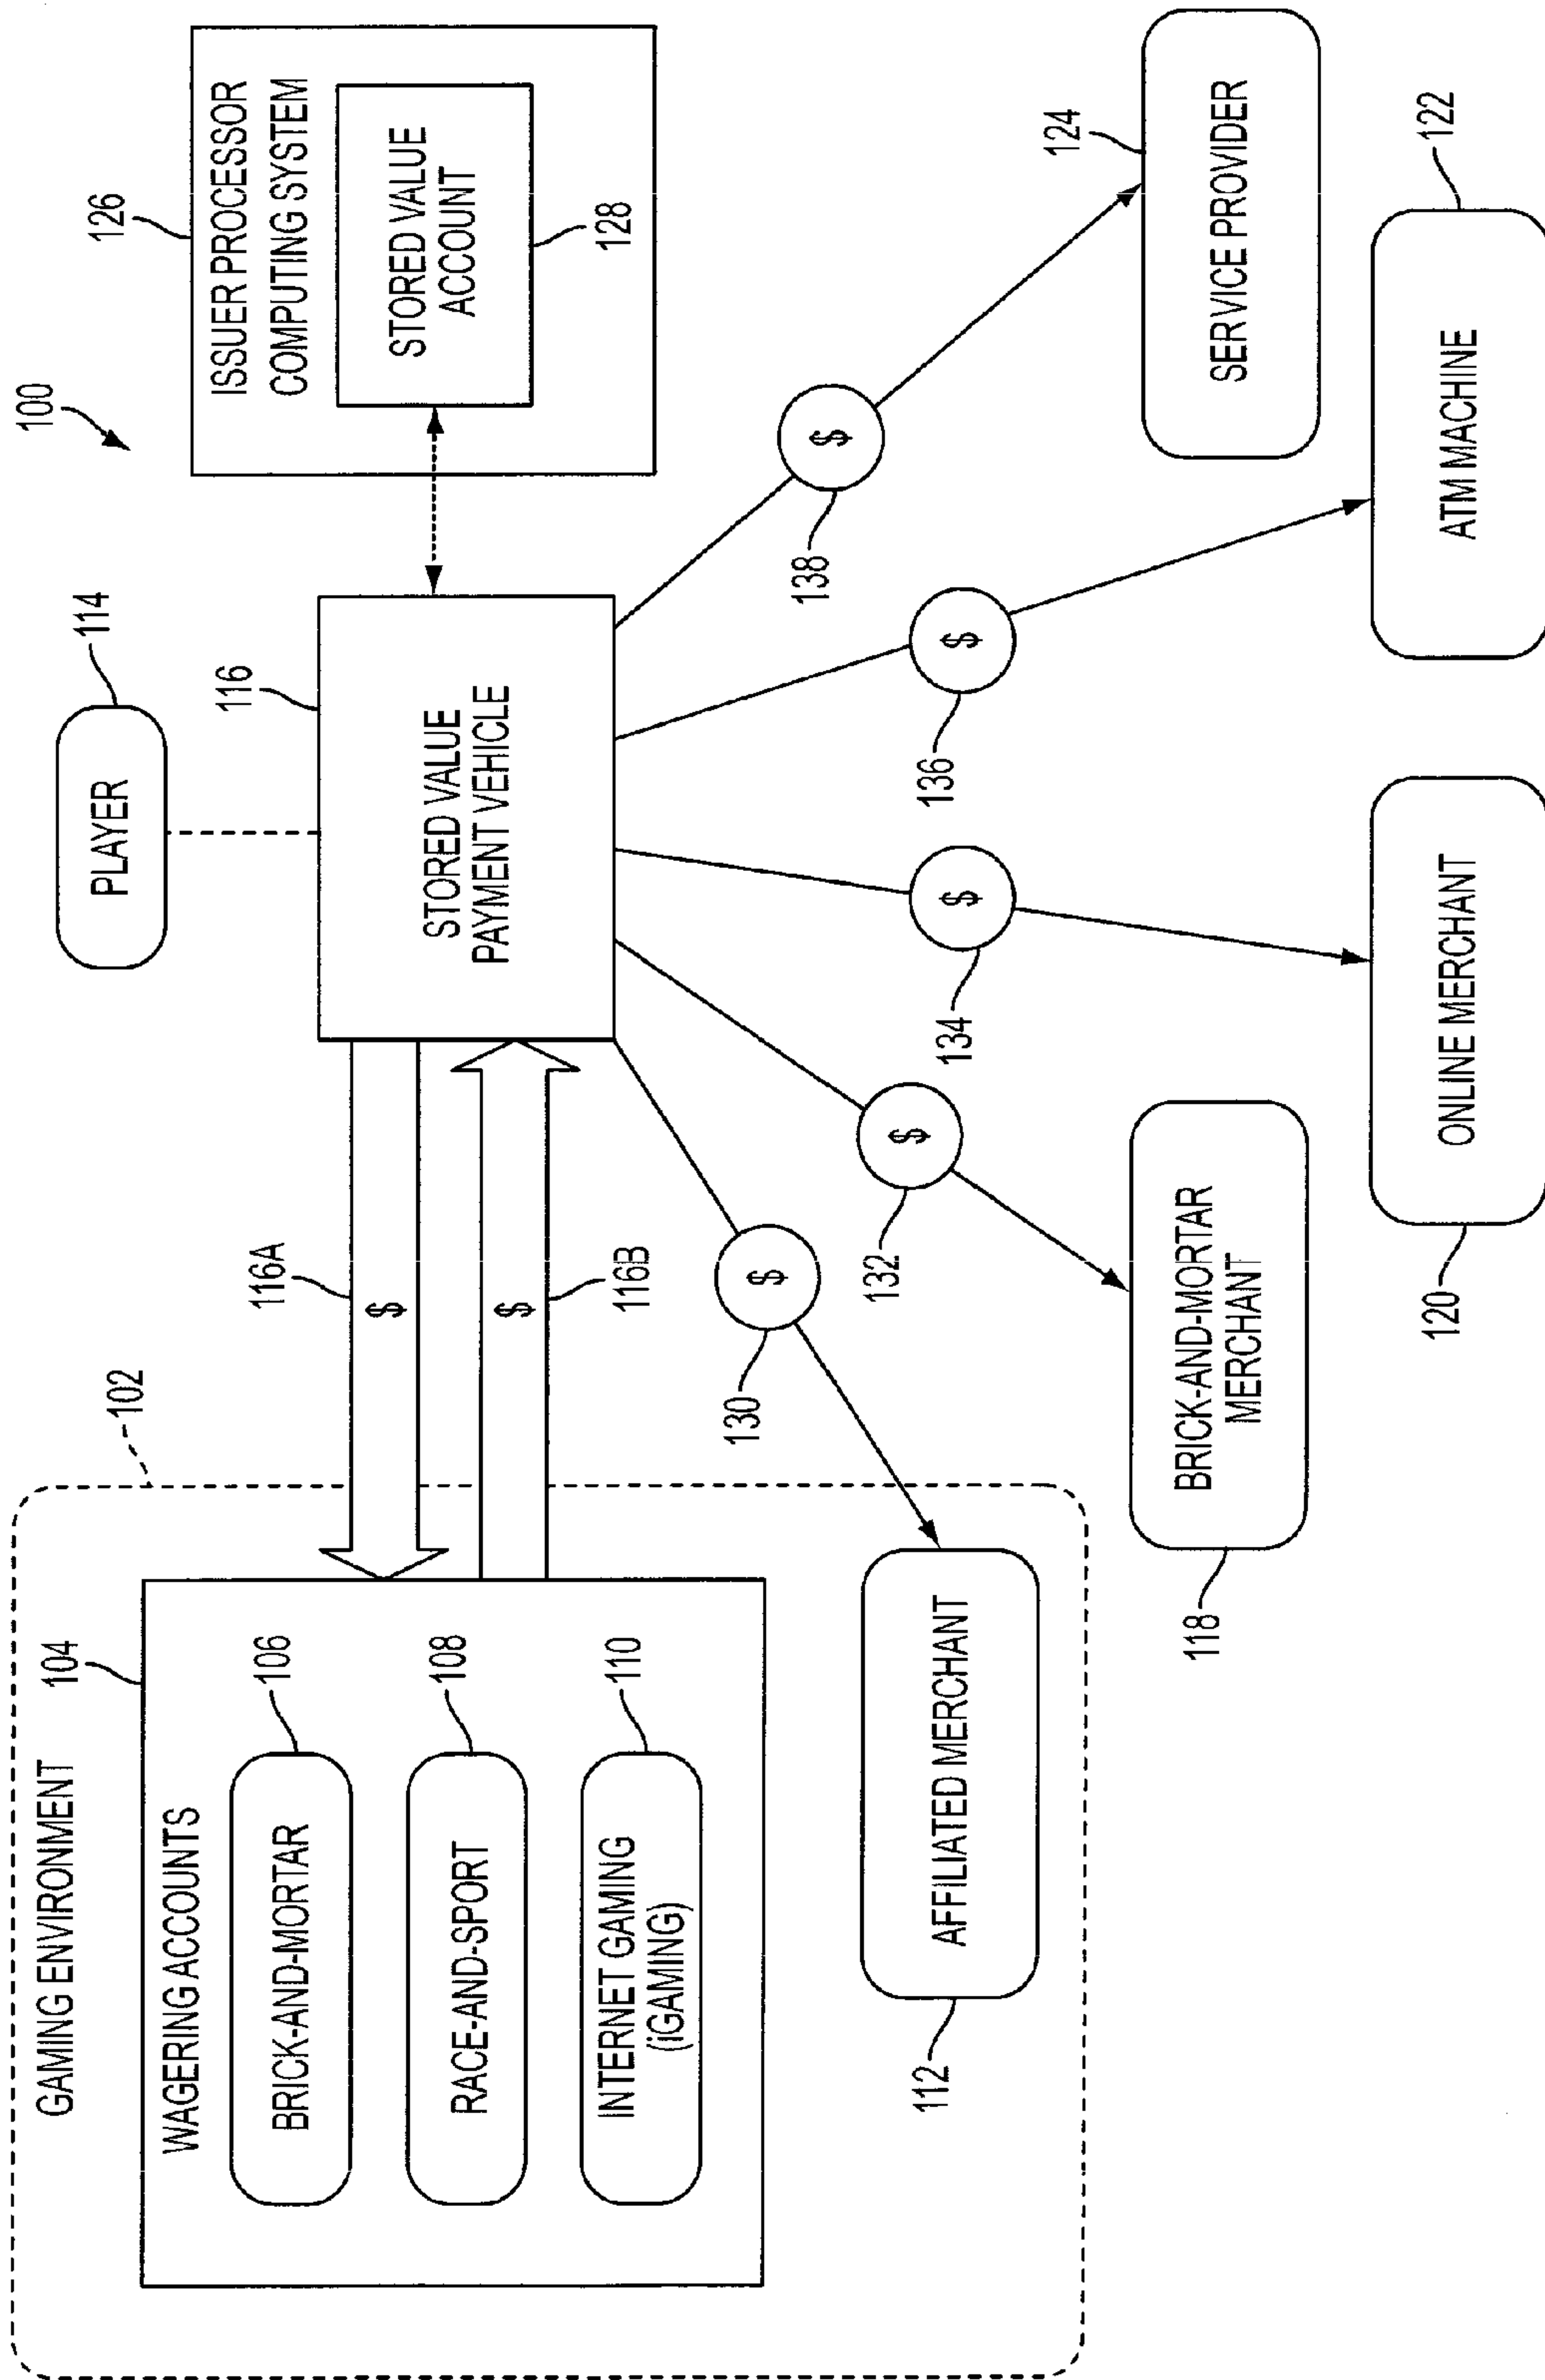 100
GAMING ENVIRONMENT
102
104
WAGERING ACCOUNTS
BRICK-AND-MORTAR
106
RACE-AND-SPORT
108
INTERNET GAMING
(iGAMING)
110
AFFILIATED MERCHANT
112
116A
$
$
116B
PLAYER
114
116
STORED VALUE
PAYMENT VEHICLE
126
ISSUER PROCESSOR
COMPUTING SYSTEM
STORED VALUE
ACCOUNT
128
$
130
$
132
$
134
$
136
$
138
BRICK-AND-MORTAR
MERCHANT
118
ONLINE MERCHANT
120
ATM MACHINE
122
SERVICE PROVIDER
124